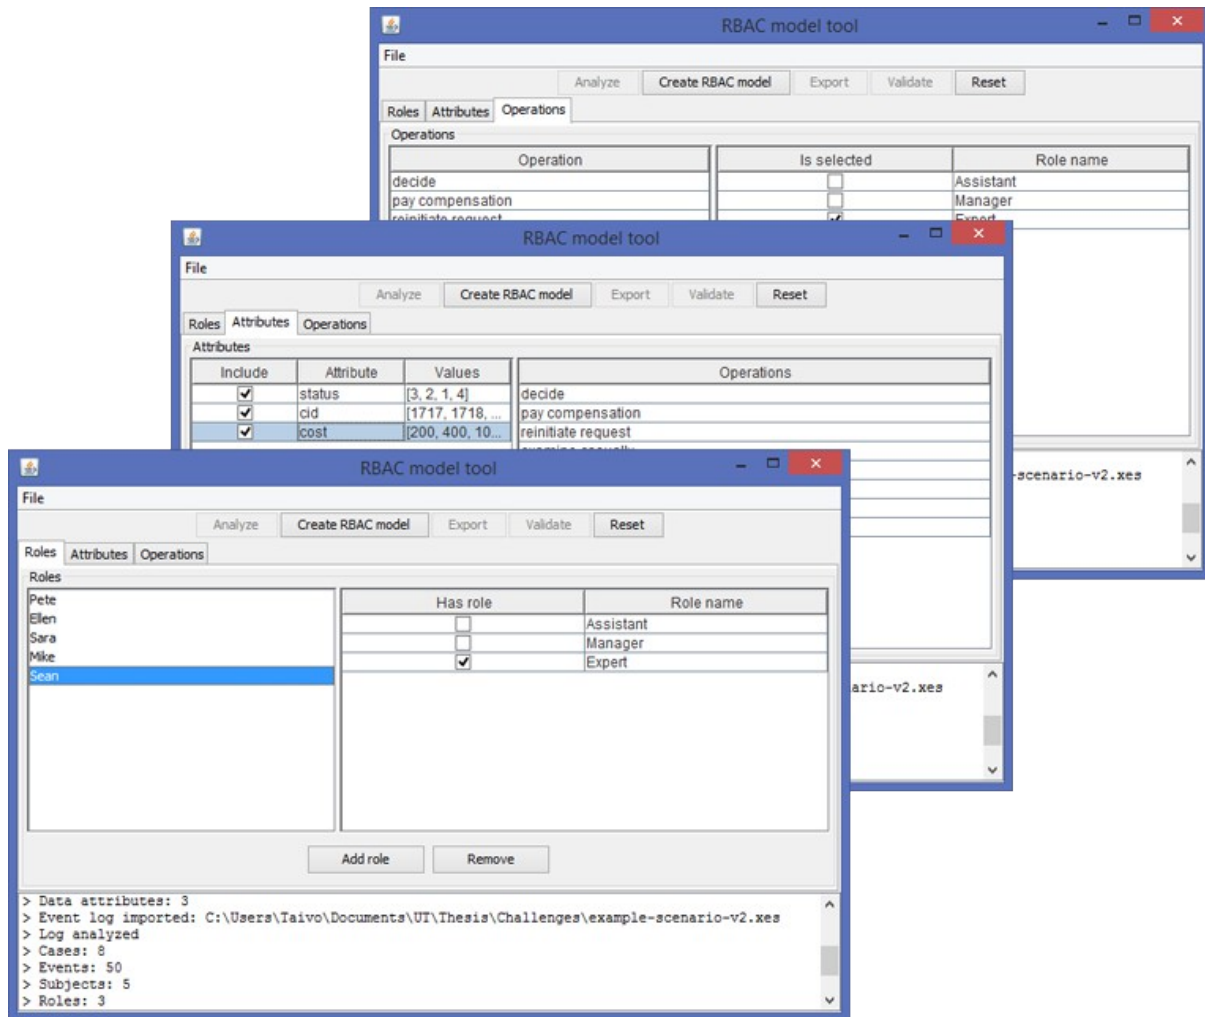 RBAC model tool
File
Analyze Create RBAC model Export Validate Reset
Roles Attributes Operations
Operations
Operation Is selected Role name
decide Assistant
pay compensation Manager
reinitiate request Expert
-scenario-v2.xes
RBAC model tool
File
Analyze Create RBAC model Export Validate Reset
Roles Attributes Operations
Attributes
Include Attribute Values Operations
status [3, 2, 1, 4] decide
cid [1717, 1718, ... pay compensation
cost [200, 400, 10... reinitiate request
ario-v2.xes
RBAC model tool
File
Analyze Create RBAC model Export Validate Reset
Roles Attributes Operations
Roles
Pete Has role Role name
Ellen Assistant
Sara Manager
Mike Expert
Sean
Add role Remove
> Data attributes: 3
> Event log imported: C:\Users\Taivo\Documents\UT\Thesis\Challenges\example-scenario-v2.xes
> Log analyzed
> Cases: 8
> Events: 50
> Subjects: 5
> Roles: 3